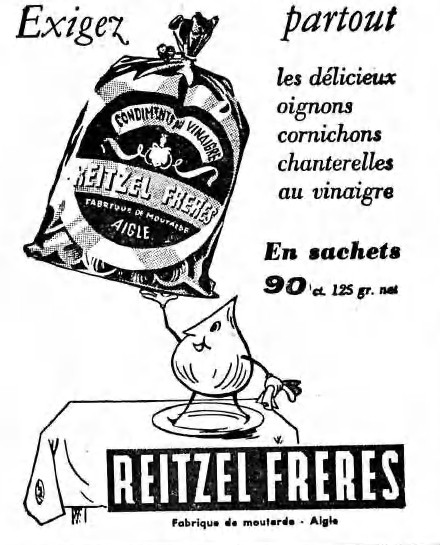 Exigez partout
les délicieux
oignons
cornichons
chanterelles
au vinaigre
CONDIMENTS AU VINAIGRE
REITZEL FRERES
FABRIQUE DE MOUTARDE
AIGLE.
En sachets
90 ct. 125 gr. net
REITZEL FRERES
Fabrique de moutarde - Aigle